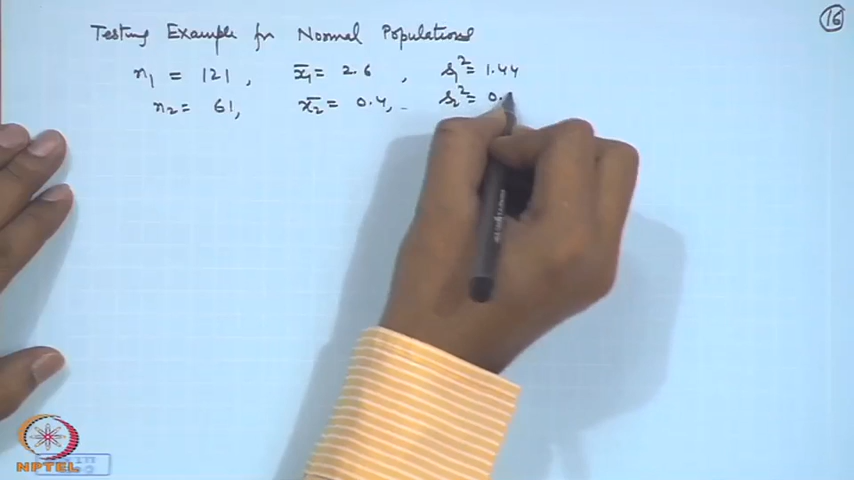 16
Testing Example for Normal Populations
n₁ = 121, x̄₁ = 2.6, s₁² = 1.44
n₂ = 61, x̄₂ = 0.4, s₂² = 0.
NPTEL